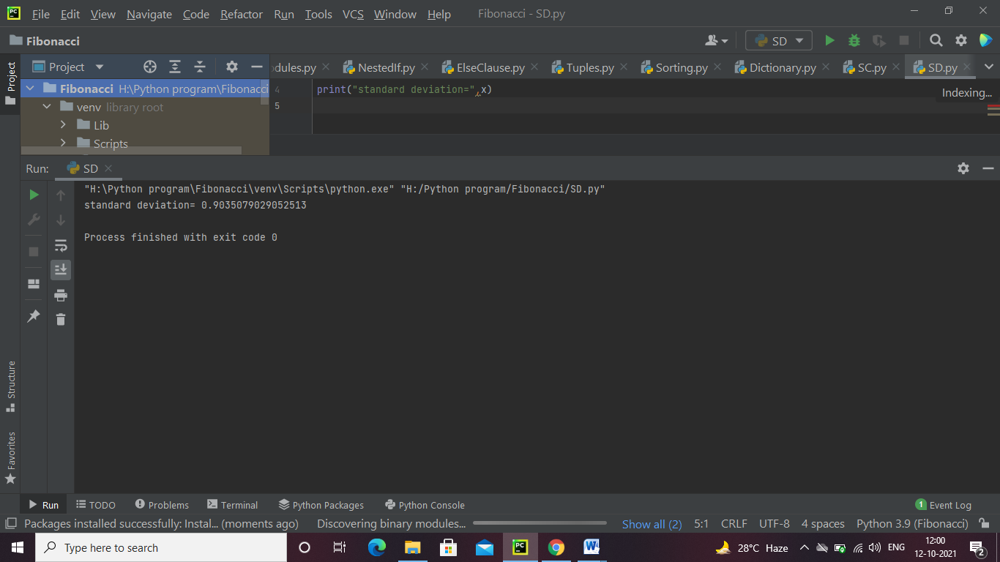 File Edit View Navigate Code Refactor Run Tools VCS Window Help Fibonacci - SD.py
Fibonacci
SD
Project
dules.py NestedIf.py ElseClause.py Tuples.py Sorting.py Dictionary.py SC.py SD.py
Project
Fibonacci H:\Python program\Fibonacci
4 print("standard deviation=",x)
Indexing...
5
venv library root
Lib
Scripts
Run: SD
"H:\Python program\Fibonacci\venv\Scripts\python.exe" "H:/Python program/Fibonacci/SD.py"
standard deviation= 0.9035079029052513
Process finished with exit code 0
Structure
Favorites
Run TODO Problems Terminal Python Packages Python Console 1 Event Log
Packages installed successfully: Instal... (moments ago) Discovering binary modules... Show all (2) 5:1 CRLF UTF-8 4 spaces Python 3.9 (Fibonacci)
Type here to search
28°C Haze
ENG
12:00
12-10-2021
2